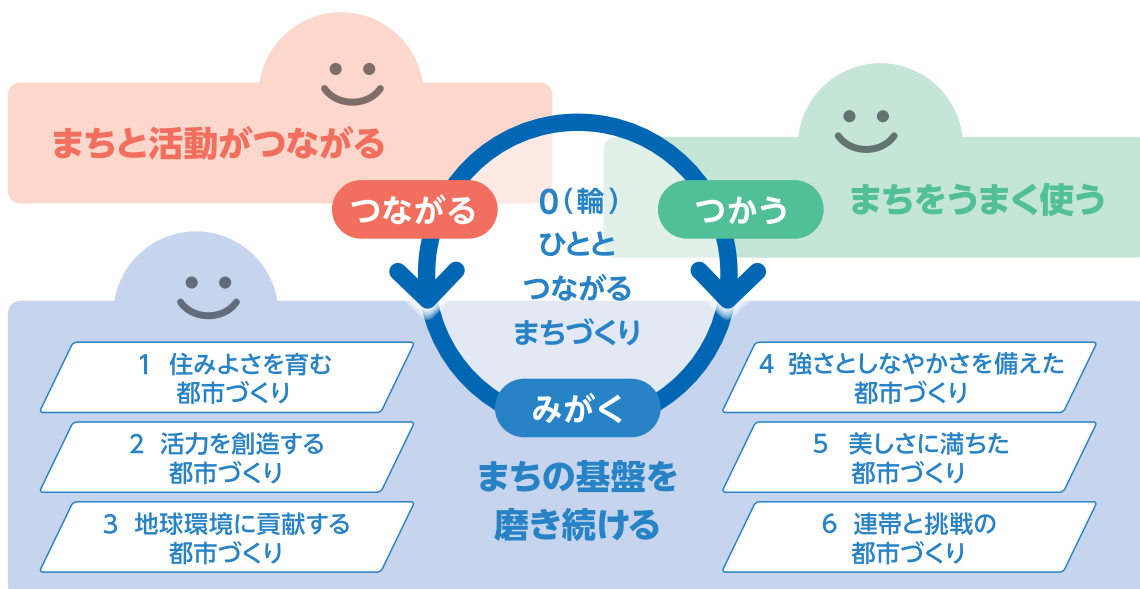 まちと活動がつながる
つながる
0（輪）
ひとと
つながる
まちづくり
つかう
まちをうまく使う
みがく
まちの基盤を
磨き続ける
1 住みよさを育む
都市づくり
2 活力を創造する
都市づくり
3 地球環境に貢献する
都市づくり
4 強さとしなやかさを備えた
都市づくり
5 美しさに満ちた
都市づくり
6 連帯と挑戦の
都市づくり